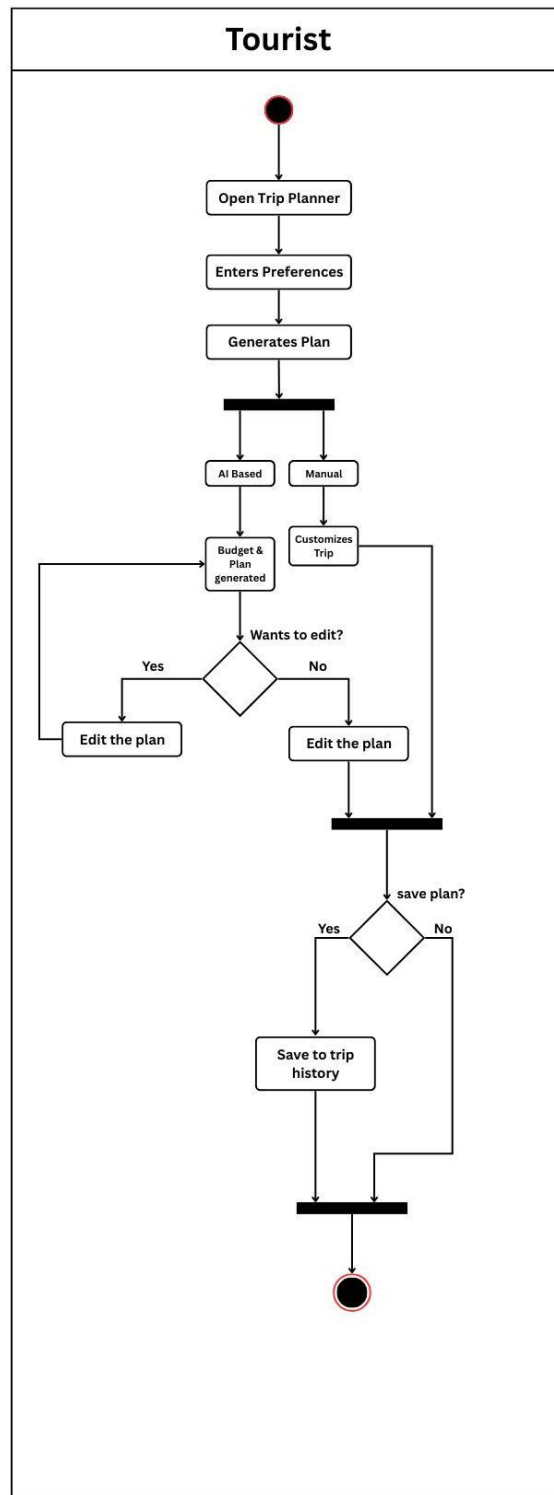 Tourist
Open Trip Planner
Enters Preferences
Generates Plan
AI Based
Manual
Budget &
Plan
generated
Customizes
Trip
Wants to edit?
Yes
No
Edit the plan
Edit the plan
save plan?
Yes
No
Save to trip
history